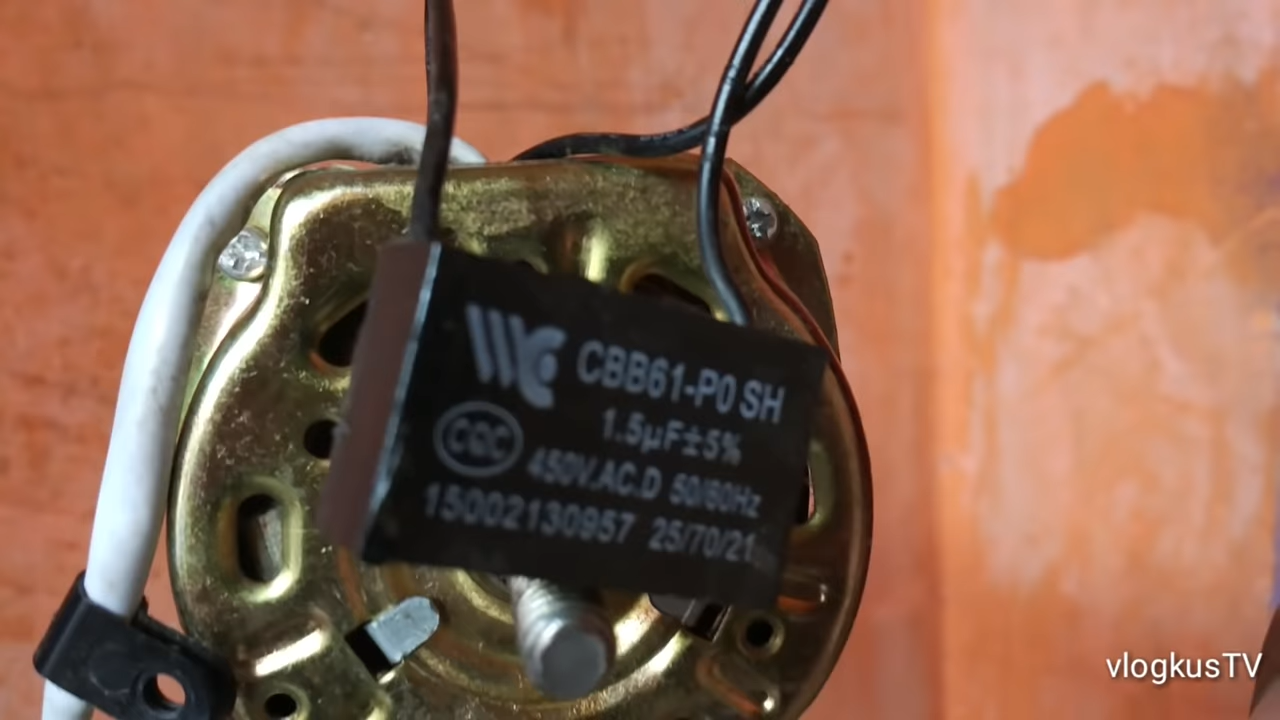 CBB61-P0 SH
1.5µF±5%
CQC
450V.AC.D 50/60Hz
15002130957 25/70/21
vlogkusTV